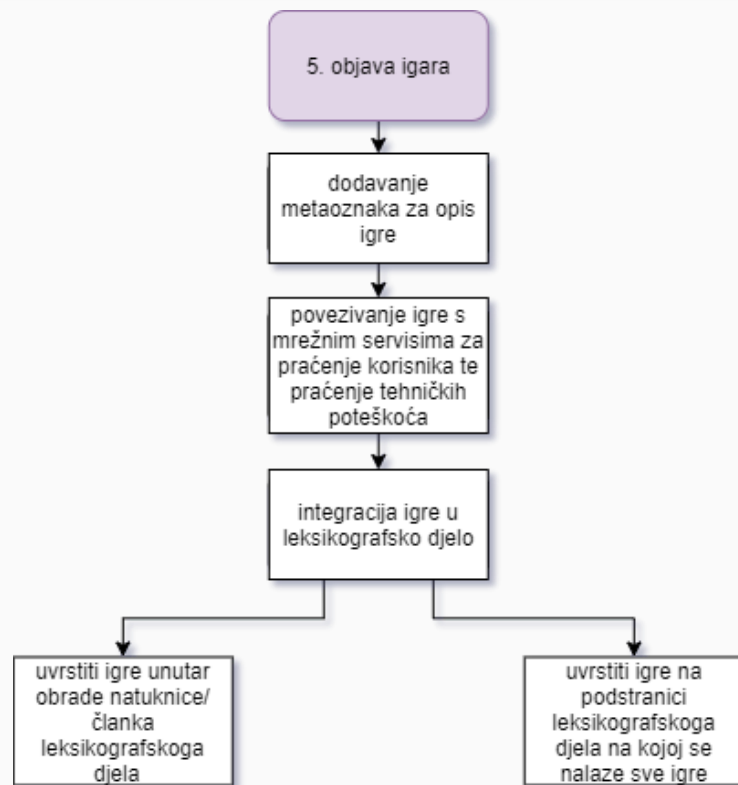 5. objava igara
dodavanje
metaoznaka za opis
igre
povezivanje igre s
mrežnim servisima za
praćenje korisnika te
praćenje tehničkih
poteškoća
integracija igre u
leksikografsko djelo
uvrstiti igre unutar
obrade natuknice/
članka
leksikografskoga
djela
uvrstiti igre na
podstranici
leksikografskoga
djela na kojoj se
nalaze sve igre